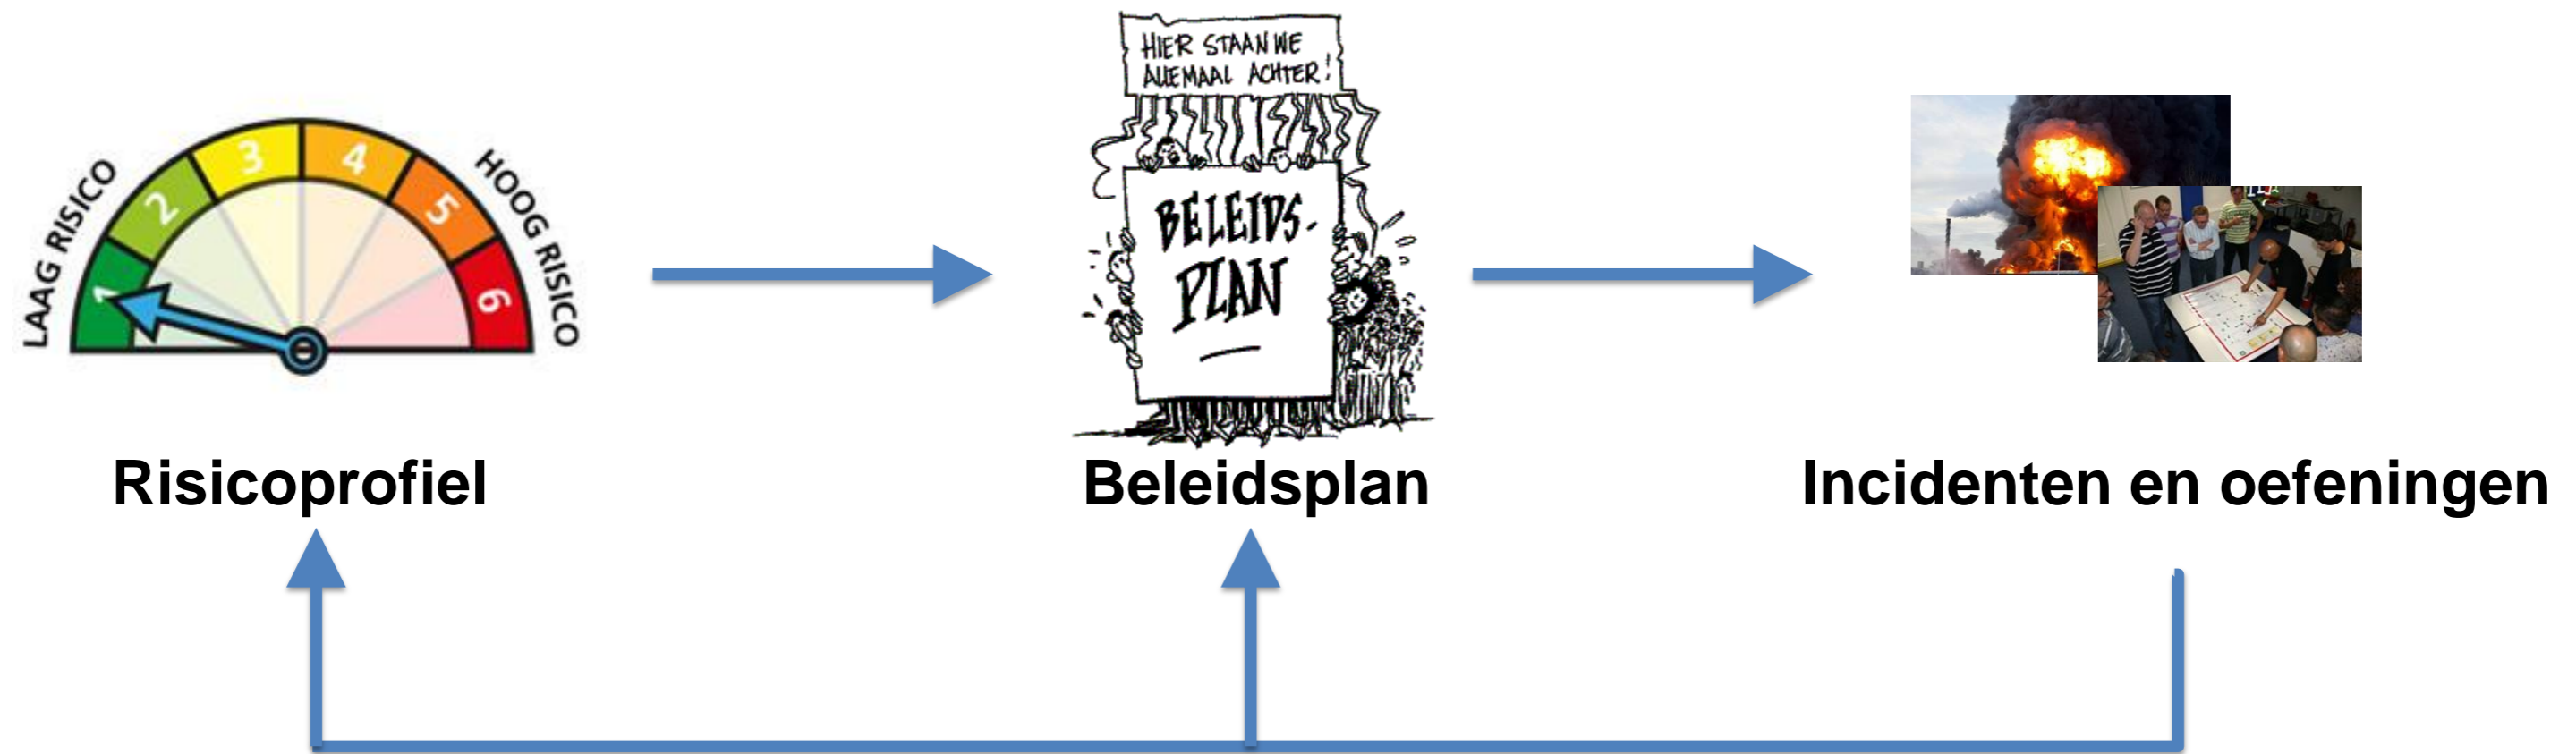 HIER STAAN WE
ALLEMAAL ACHTER!
LAAG RISICO
1
2
3
4
5
6
HOOG RISICO
BELEIDS-
PLAN
Risicoprofiel
Beleidsplan
Incidenten en oefeningen